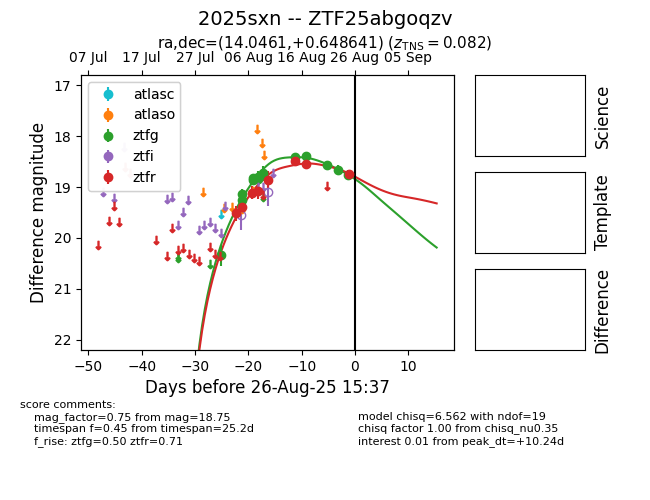 2025sxn -- ZTF25abgoqzv
ra,dec=(14.0461,+0.648641) (z_TNS = 0.082)
07 Jul 17 Jul 27 Jul 06 Aug 16 Aug 26 Aug 05 Sep
atlasc
atlaso
ztfg
ztfi
ztfr
17
18
19
20
21
22
Difference magnitude
−50 −40 −30 −20 −10 0 10
Days before 26-Aug-25 15:37
Science
Template
Difference
score comments:
mag_factor=0.75 from mag=18.75
timespan f=0.45 from timespan=25.2d
f_rise: ztfg=0.50 ztfr=0.71
model chisq=6.562 with ndof=19
chisq factor 1.00 from chisq_nu0.35
interest 0.01 from peak_dt=+10.24d